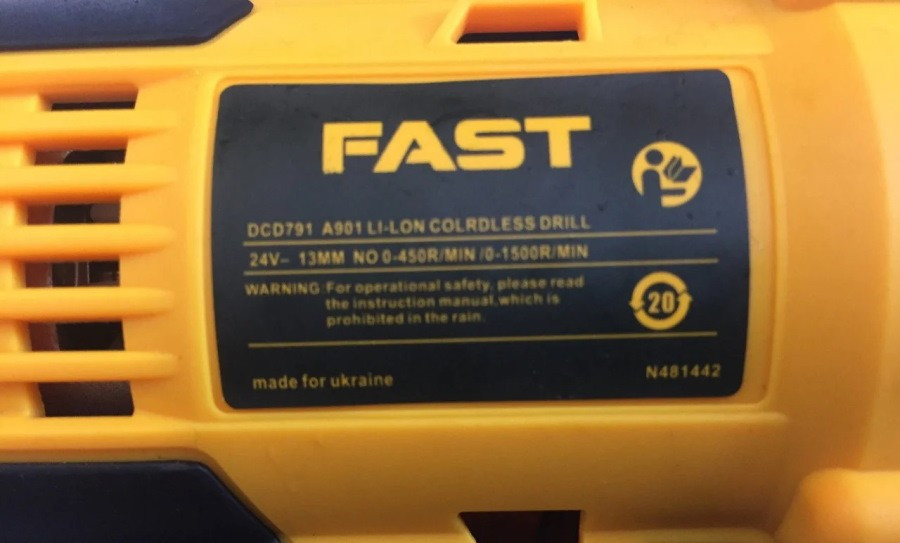 FAST
DCD791 A901 LI-LON COLRDLESS DRILL
24V– 13MM NO 0-450R/MIN /0-1500R/MIN
WARNING:For operational safety, please read
the instruction manual,which is
prohibited in the rain.
20
made for ukraine
N481442